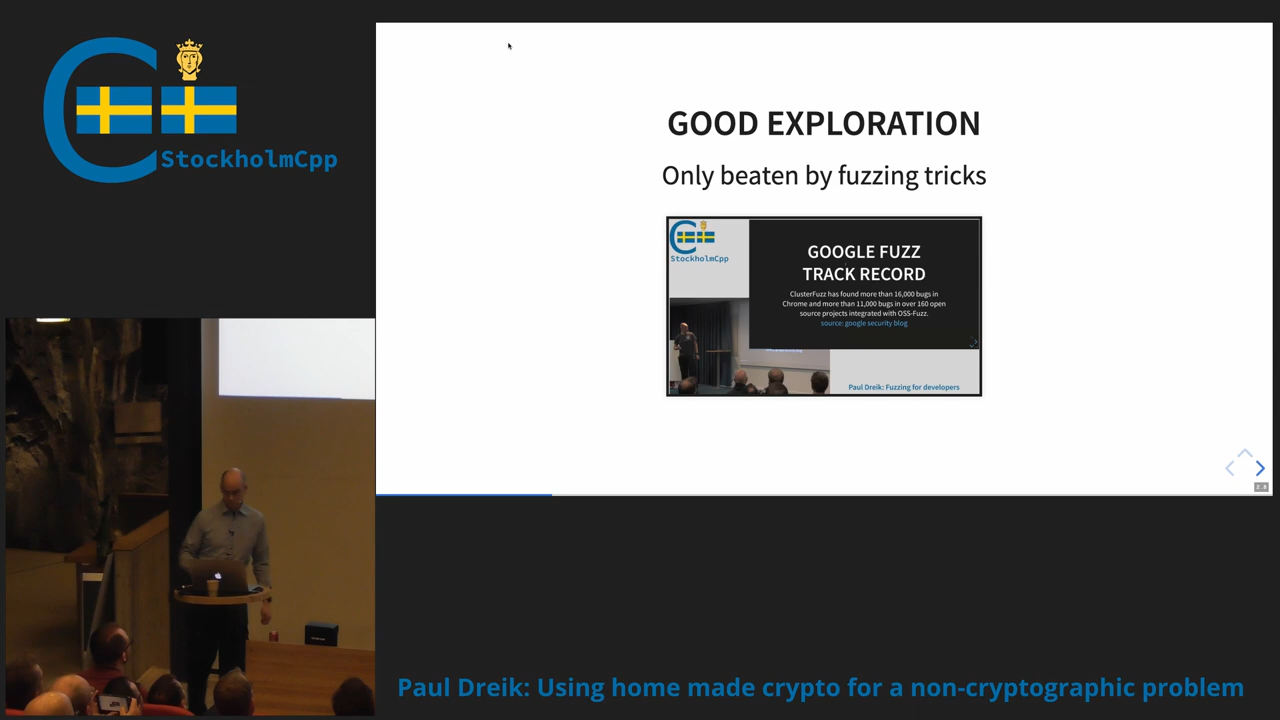 StockholmCpp
GOOD EXPLORATION
Only beaten by fuzzing tricks
StockholmCpp
GOOGLE FUZZ
TRACK RECORD
ClusterFuzz has found more than 16,000 bugs in
Chrome and more than 11,000 bugs in over 160 open
source projects integrated with OSS-Fuzz.
source: google security blog
Paul Dreik: Fuzzing for developers
Paul Dreik: Using home made crypto for a non-cryptographic problem